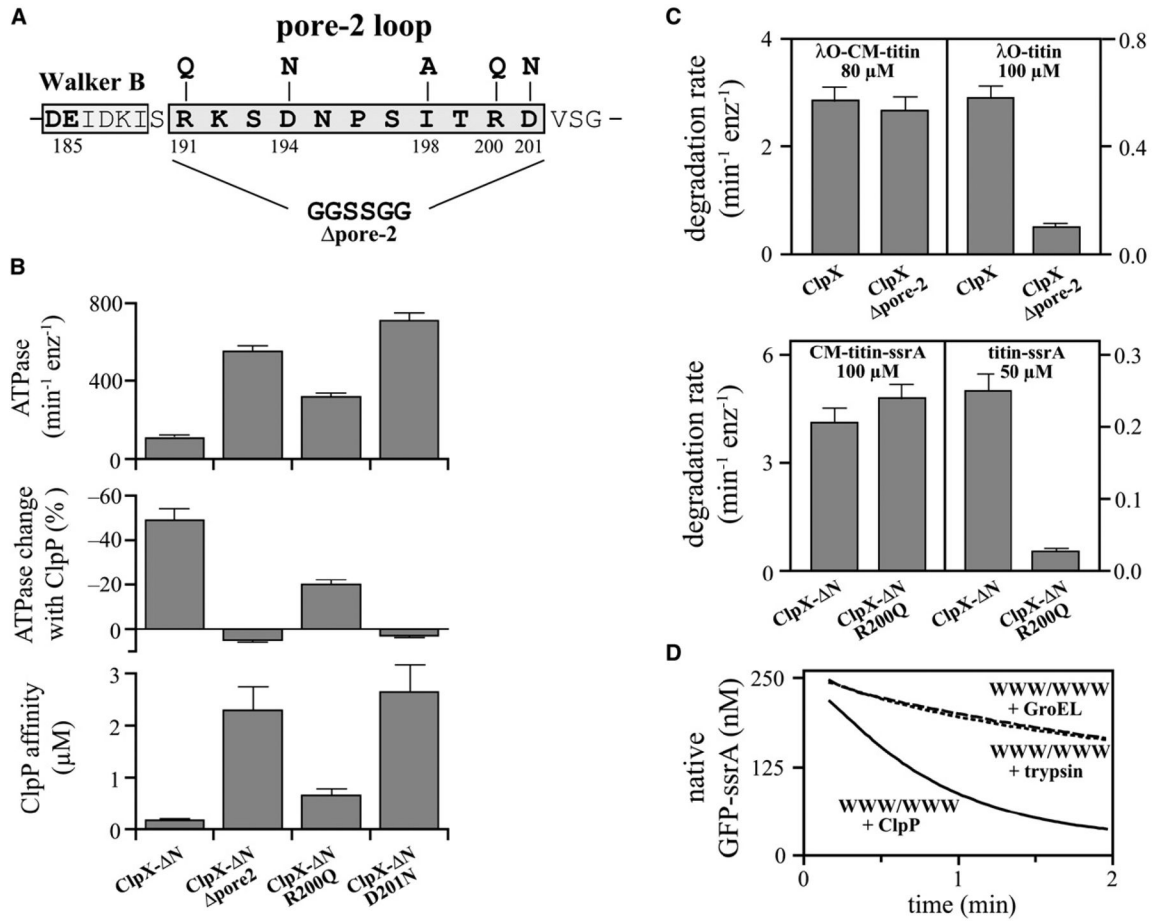 A
pore-2 loop
Q N A Q N
Walker B
DEIDKIS R K S D N P S I T R D VSG
185 191 194 198 200 201
GGSSGG
Δpore-2
B
ATPase
(min⁻¹ enz⁻¹)
800
400
0
ATPase change
with ClpP (%)
–60
–40
–20
0
ClpP affinity
(µM)
3
2
1
0
ClpX-ΔN
ClpX-ΔN
Δpore2
ClpX-ΔN
R200Q
ClpX-ΔN
D201N
C
degradation rate
(min⁻¹ enz⁻¹)
4
2
0
λO-CM-titin
80 µM
λO-titin
100 µM
0.8
0.4
0.0
ClpX
ClpX
Δpore-2
ClpX
ClpX
Δpore-2
degradation rate
(min⁻¹ enz⁻¹)
6
3
0
CM-titin-ssrA
100 µM
titin-ssrA
50 µM
0.3
0.2
0.1
0.0
ClpX-ΔN
ClpX-ΔN
R200Q
ClpX-ΔN
ClpX-ΔN
R200Q
D
native
GFP-ssrA (nM)
250
125
0
WWW/WWW
+ GroEL
WWW/WWW
+ trypsin
WWW/WWW
+ ClpP
0 1 2
time (min)